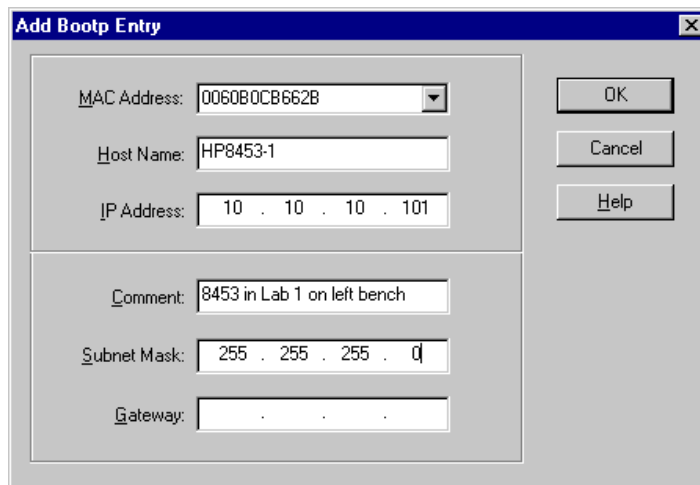 Add Bootp Entry
MAC Address: 0060B0CB662B
Host Name: HP8453-1
IP Address: 10 . 10 . 10 . 101
Comment: 8453 in Lab 1 on left bench
Subnet Mask: 255 . 255 . 255 . 0
Gateway: . . .
OK
Cancel
Help